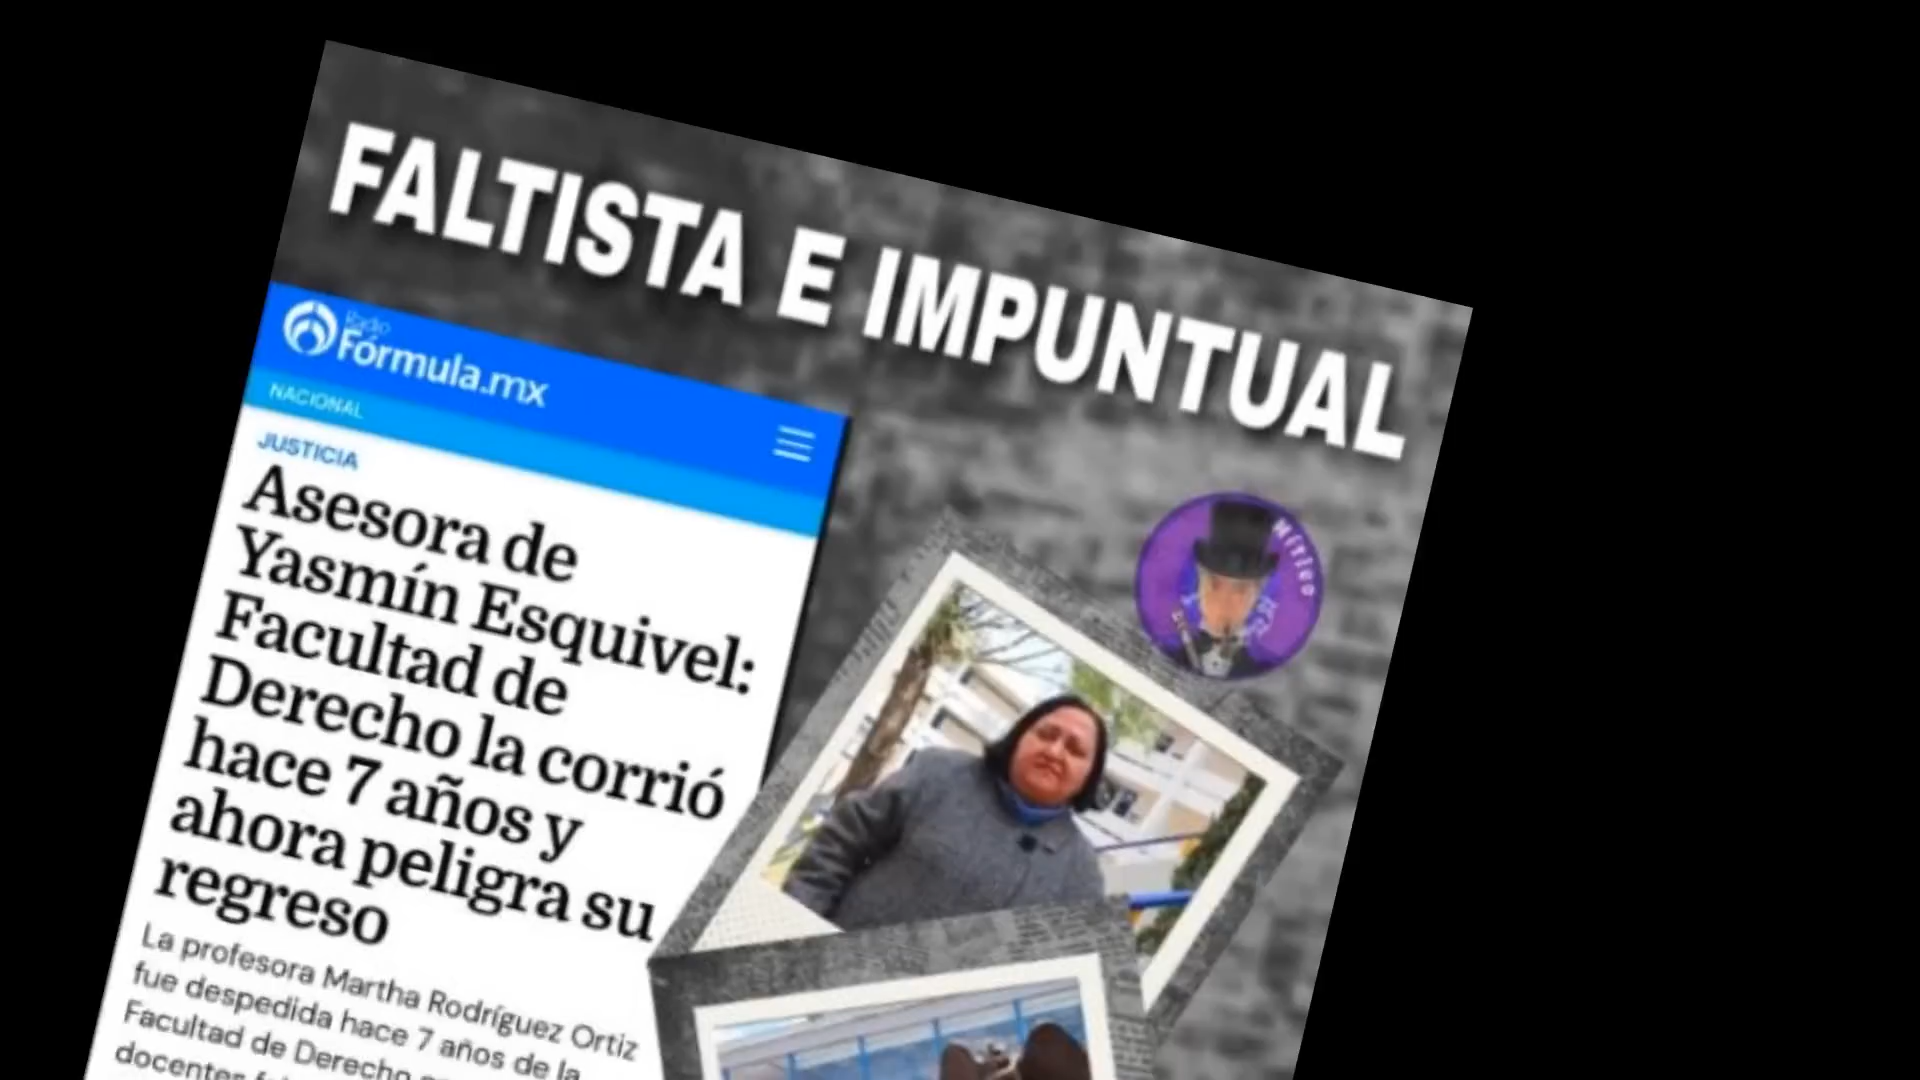 FALTISTA E IMPUNTUAL
Radio
Fórmula.mx
NACIONAL
JUSTICIA
Asesora de
Yasmín Esquivel:
Facultad de
Derecho la corrió
hace 7 años y
ahora peligra su
regreso
La profesora Martha Rodríguez Ortiz
fue despedida hace 7 años de la
Facultad de Derecho
docentes